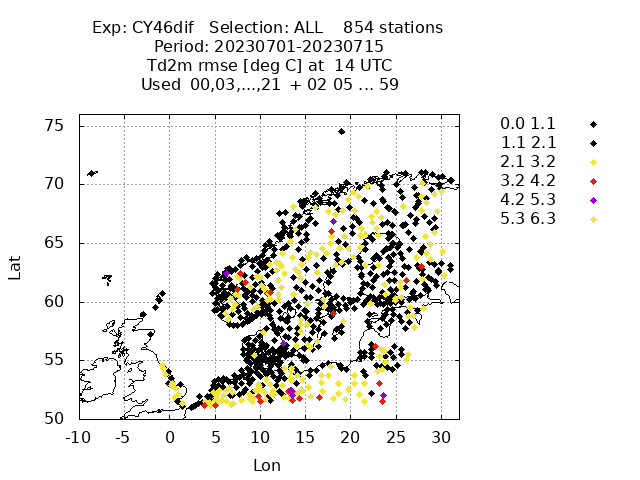 Exp: CY46dif   Selection: ALL    854 stations
Period: 20230701-20230715
Td2m rmse [deg C] at  14 UTC
Used  00,03,...,21  + 02 05 ... 59
75
70
65
60
55
50
-10 -5 0 5 10 15 20 25 30
Lat
Lon
0.0 1.1
1.1 2.1
2.1 3.2
3.2 4.2
4.2 5.3
5.3 6.3